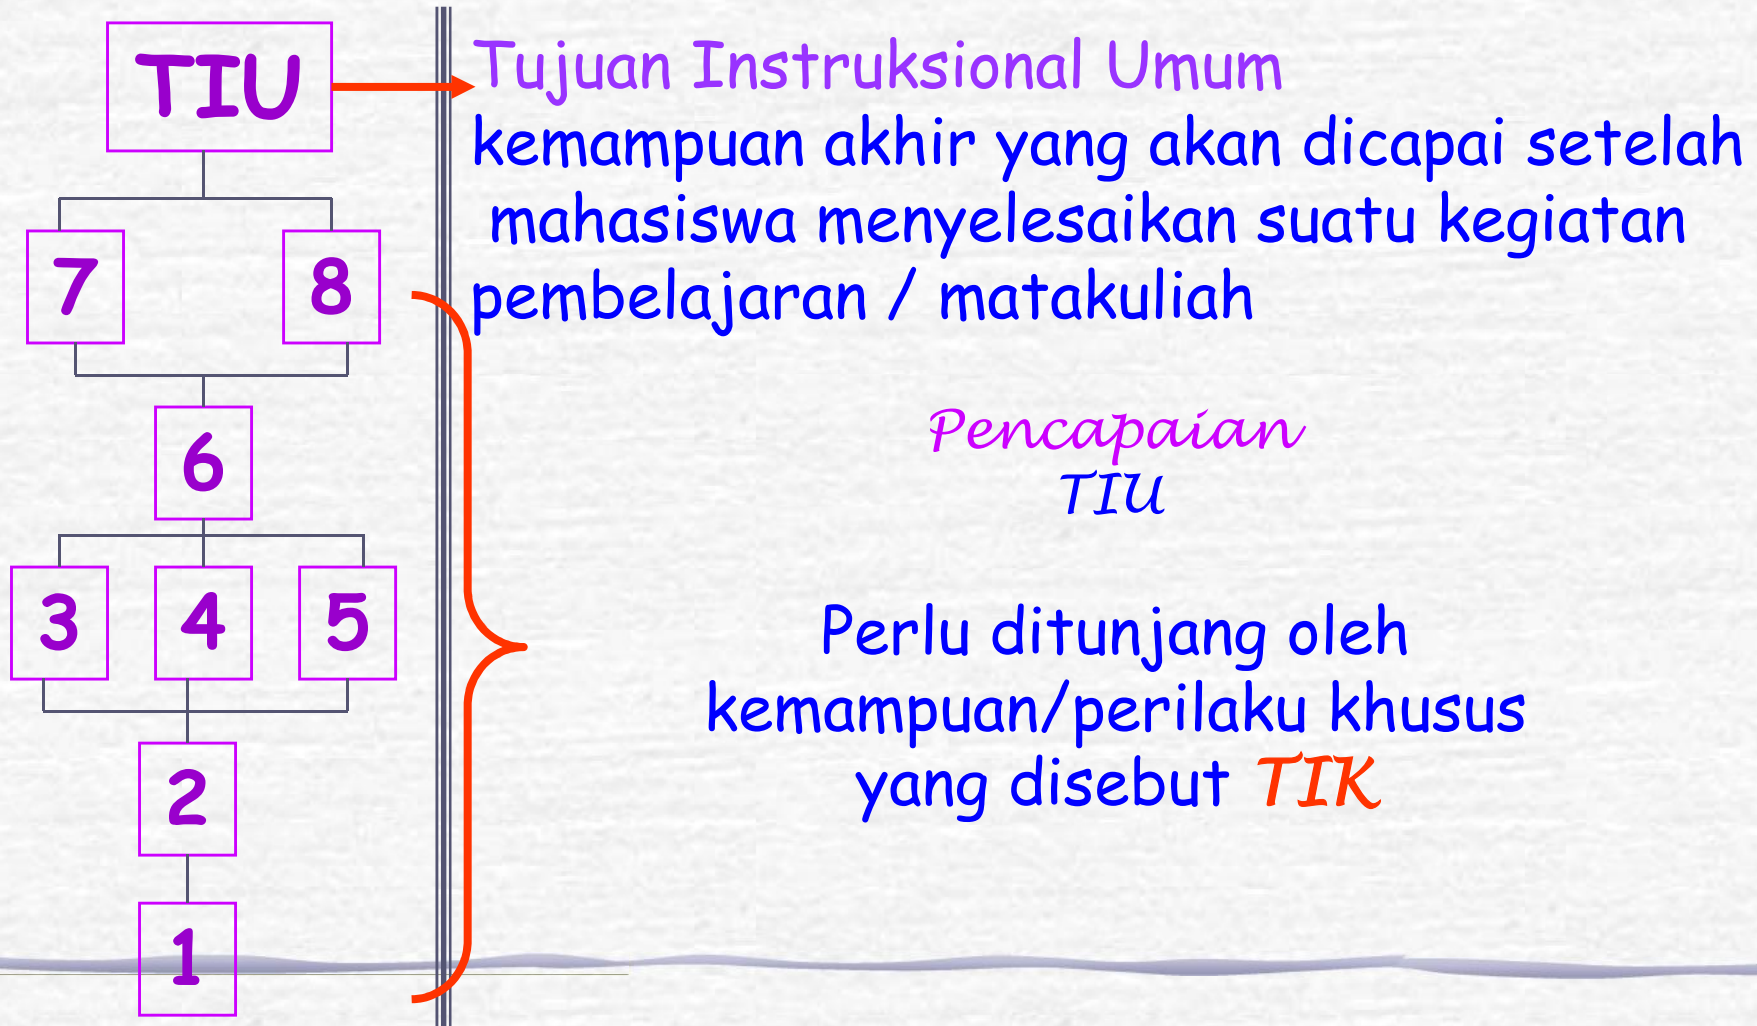 TIU
7 8
6
3 4 5
2
1
Tujuan Instruksional Umum
kemampuan akhir yang akan dicapai setelah
mahasiswa menyelesaikan suatu kegiatan
pembelajaran / matakuliah
Pencapaian
TIU
Perlu ditunjang oleh
kemampuan/perilaku khusus
yang disebut TIK